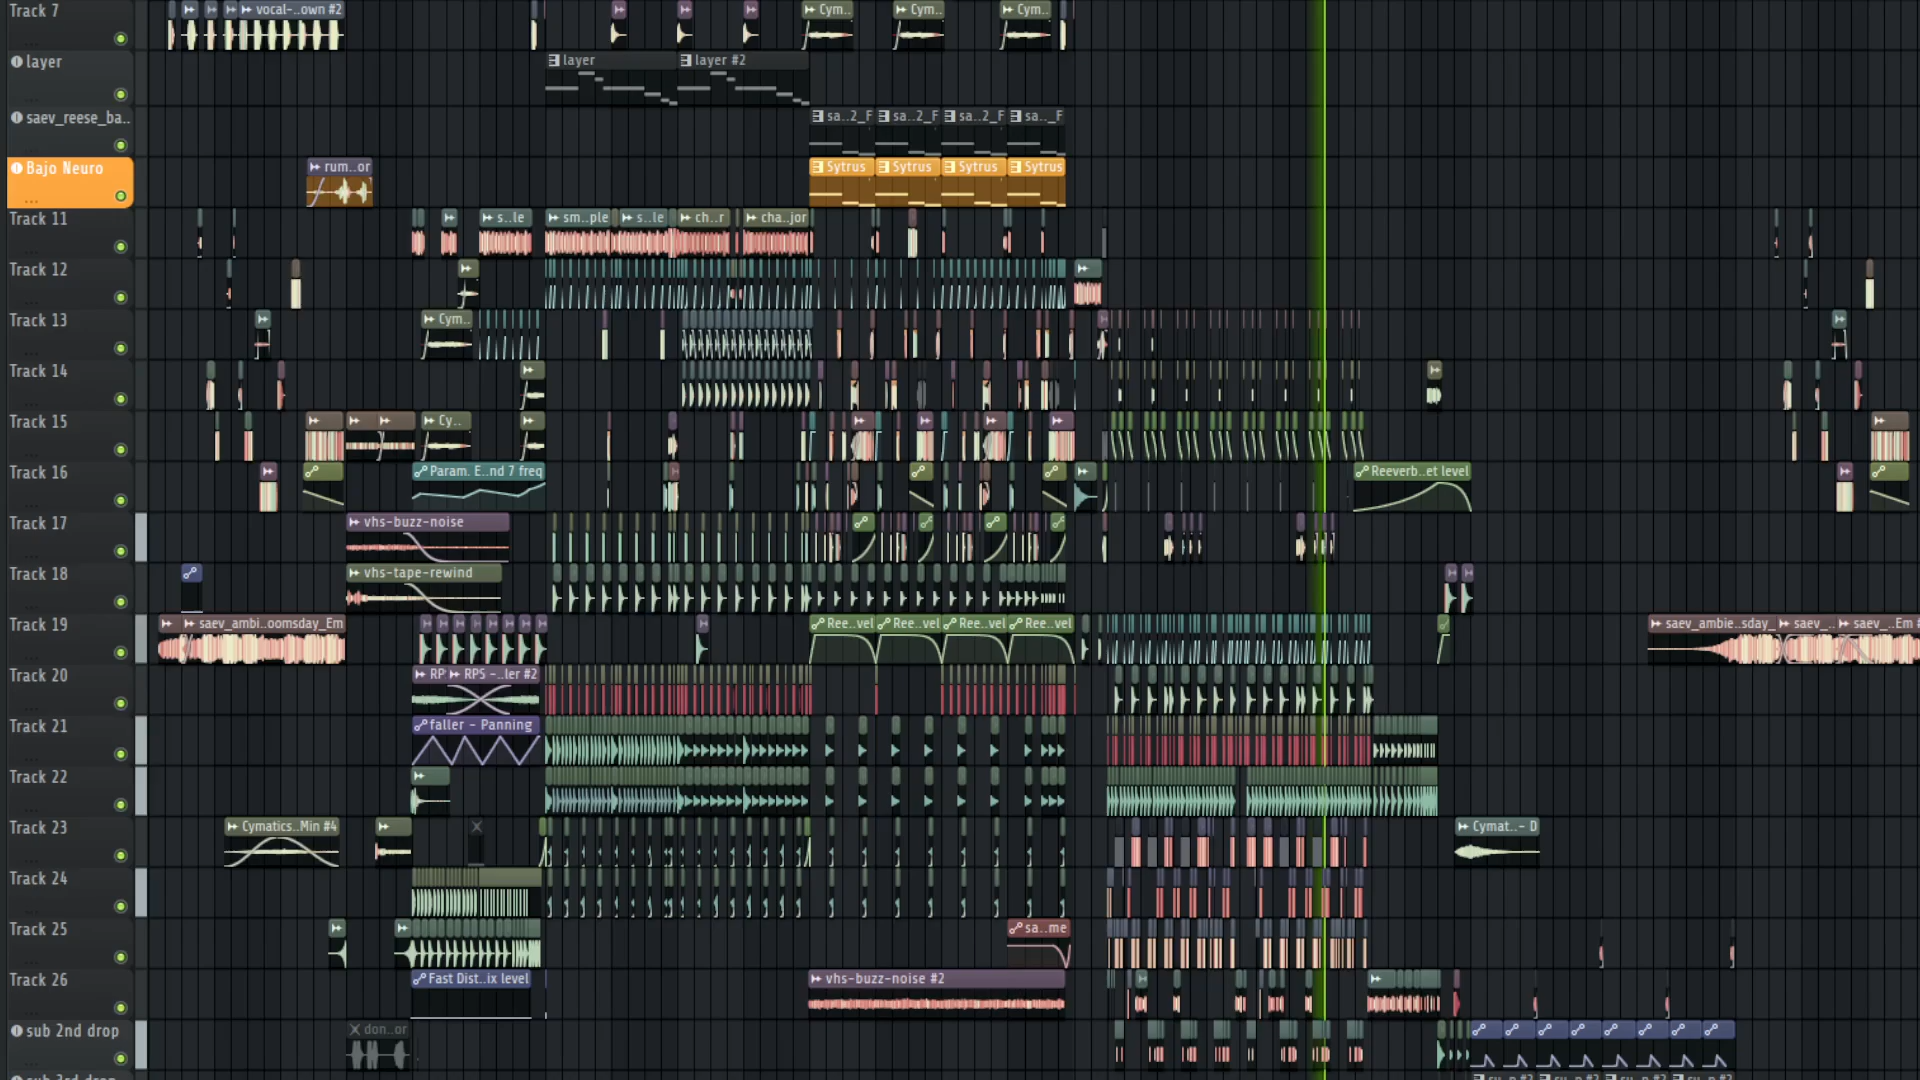 Track 7
vocal-..own #2
Cym..
Cym..
Cym..
layer
layer
layer #2
saev_reese_ba..
sa..2_F
sa..2_F
sa..2_F
sa.._F
Bajo Neuro
rum..or
Sytrus
Sytrus
Sytrus
Sytrus
Track 11
s..le
sm..ple
s..le
ch..r
cha..jor
Track 12
Track 13
Cym..
Track 14
Track 15
Cy..
Track 16
Param. E..nd 7 freq
Reeverb..et level
Track 17
vhs-buzz-noise
Track 18
vhs-tape-rewind
Track 19
saev_ambi..oomsday_Em
Ree..vel
Ree..vel
Ree..vel
Ree..vel
saev_ambie..sday_
saev_..
saev_..Em #
Track 20
RP
RPS -..ler #2
Track 21
faller - Panning
Track 22
Track 23
Cymatics..Min #4
Cymat..- D
Track 24
Track 25
sa..me
Track 26
Fast Dist..ix level
vhs-buzz-noise #2
sub 2nd drop
don..or